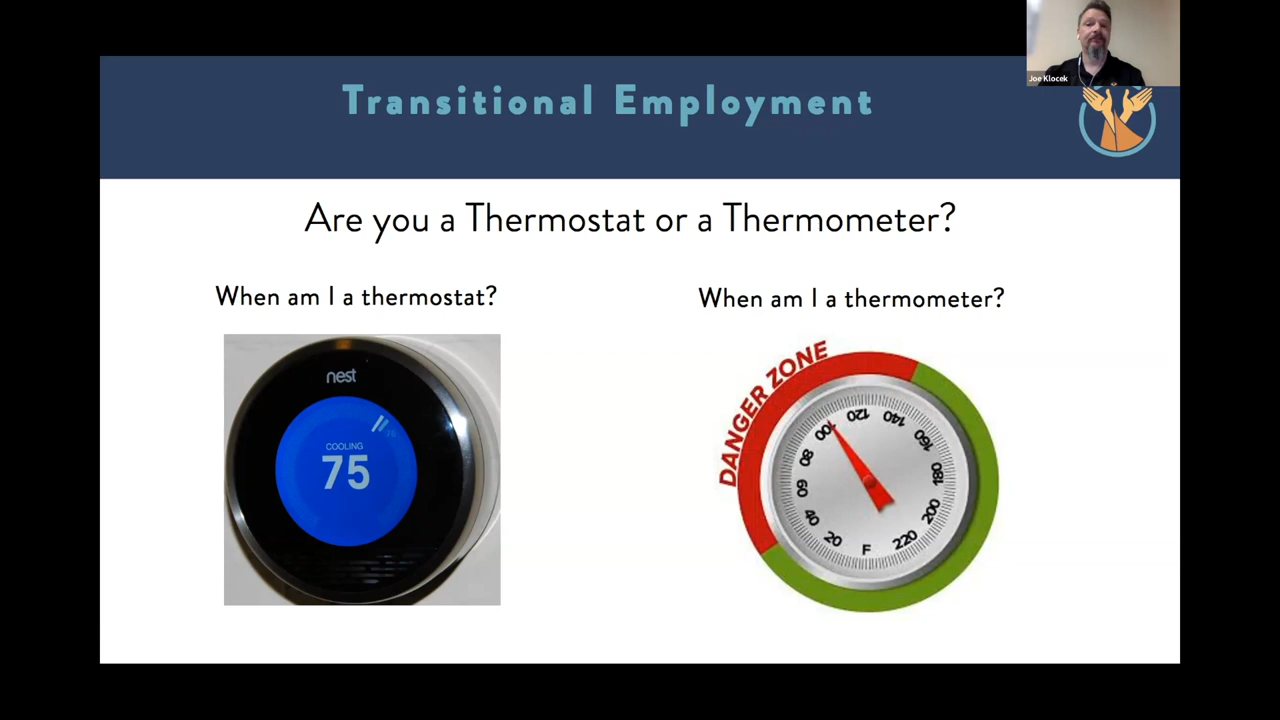 Joe Klocek
Transitional Employment
Are you a Thermostat or a Thermometer?
When am I a thermostat?
When am I a thermometer?
nest
COOLING
75
DANGER ZONE
20
40
60
80
100
120
140
160
180
200
220
F